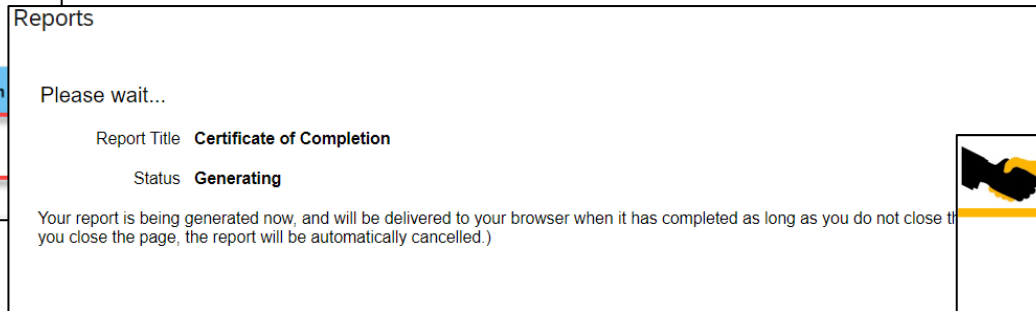 Reports
Please wait...
Report Title Certificate of Completion
Status Generating
Your report is being generated now, and will be delivered to your browser when it has completed as long as you do not close
you close the page, the report will be automatically cancelled.)